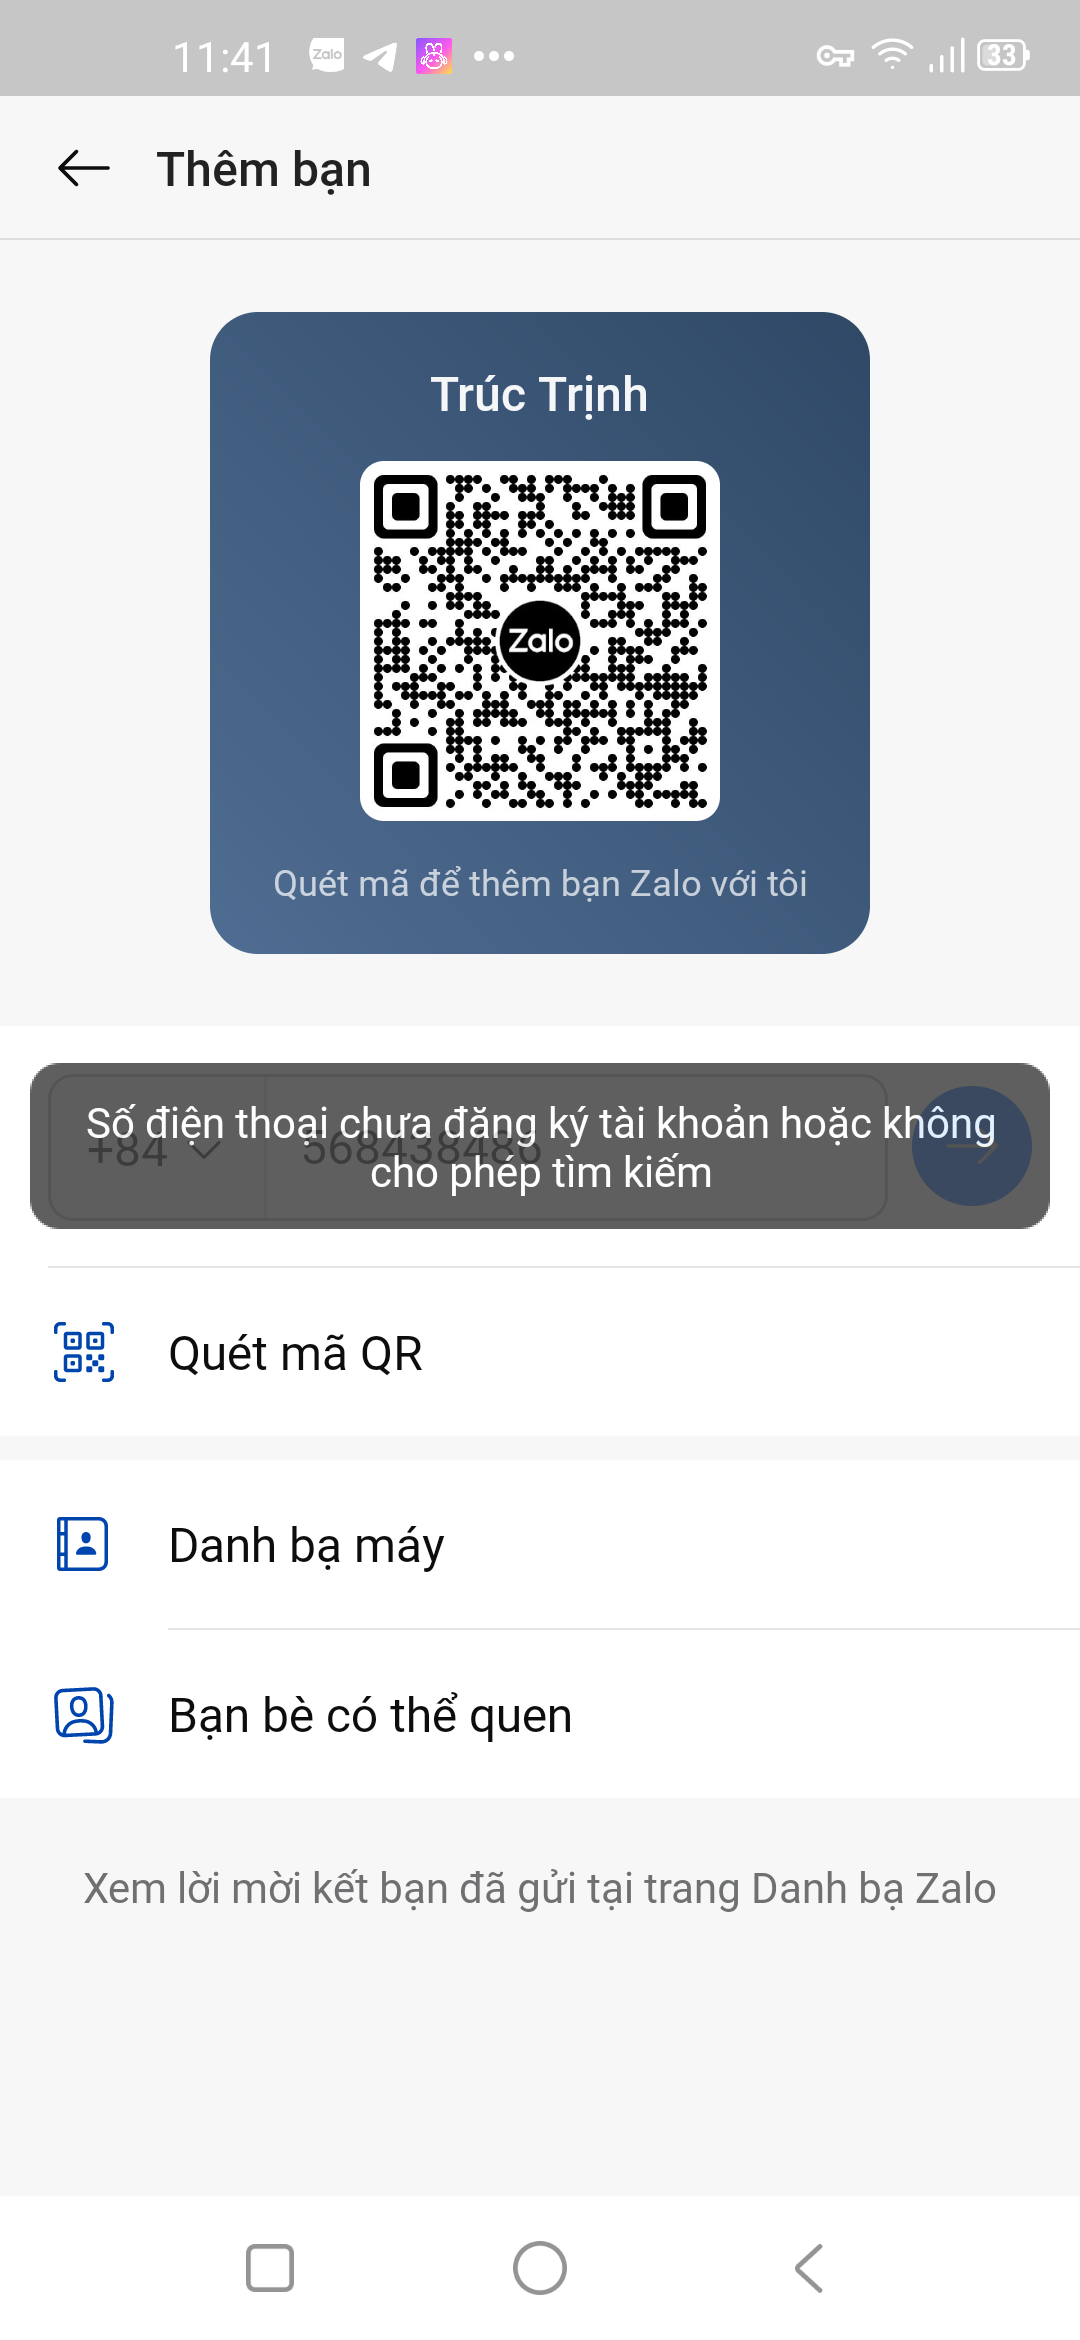 11:41
Zalo
33
Thêm bạn
Trúc Trịnh
Zalo
Quét mã để thêm bạn Zalo với tôi
Số điện thoại chưa đăng ký tài khoản hoặc không
cho phép tìm kiếm
+84
568438486
Quét mã QR
Danh bạ máy
Bạn bè có thể quen
Xem lời mời kết bạn đã gửi tại trang Danh bạ Zalo